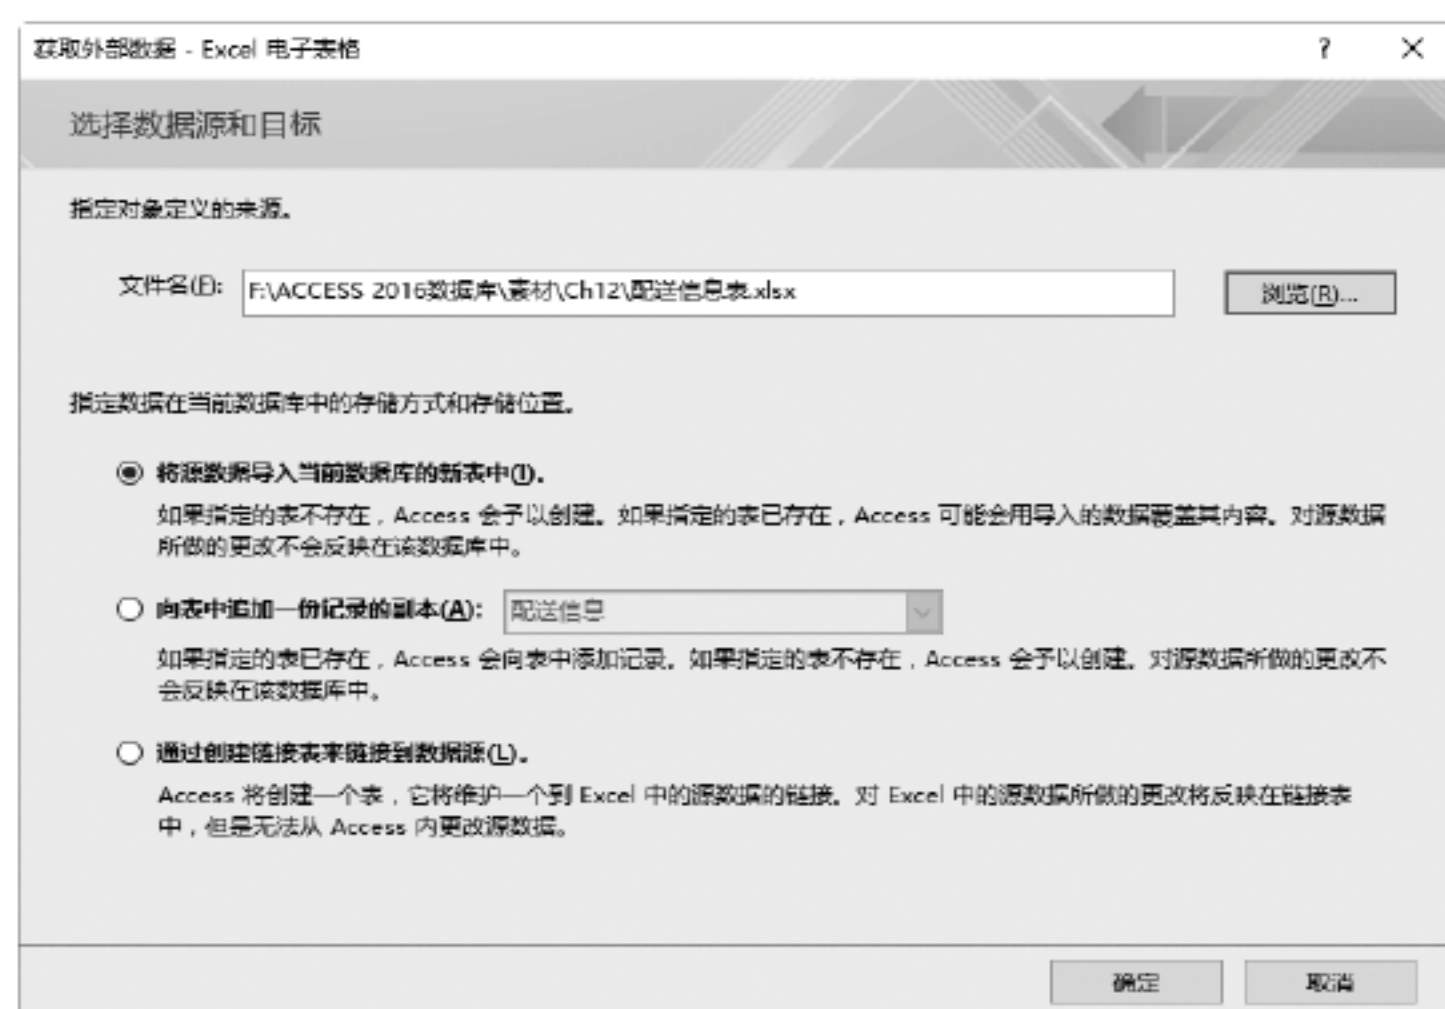 获取外部数据 - Excel 电子表格
? ×
选择数据源和目标
指定对象定义的来源。
文件名(F):
F:\ACCESS 2016数据库\素材\Ch12\配送信息表.xlsx
浏览(R)...
指定数据在当前数据库中的存储方式和存储位置。
将源数据导入当前数据库的新表中(I)。
如果指定的表不存在，Access 会予以创建。如果指定的表已存在，Access 可能会用导入的数据覆盖其内容。对源数据
所做的更改不会反映在该数据库中。
向表中追加一份记录的副本(A):
配送信息
如果指定的表已存在，Access 会向表中添加记录。如果指定的表不存在，Access 会予以创建。对源数据所做的更改不
会反映在该数据库中。
通过创建链接表来链接到数据源(L)。
Access 将创建一个表，它将维护一个到 Excel 中的源数据的链接。对 Excel 中的源数据所做的更改将反映在链接表
中，但是无法从 Access 内更改源数据。
确定
取消